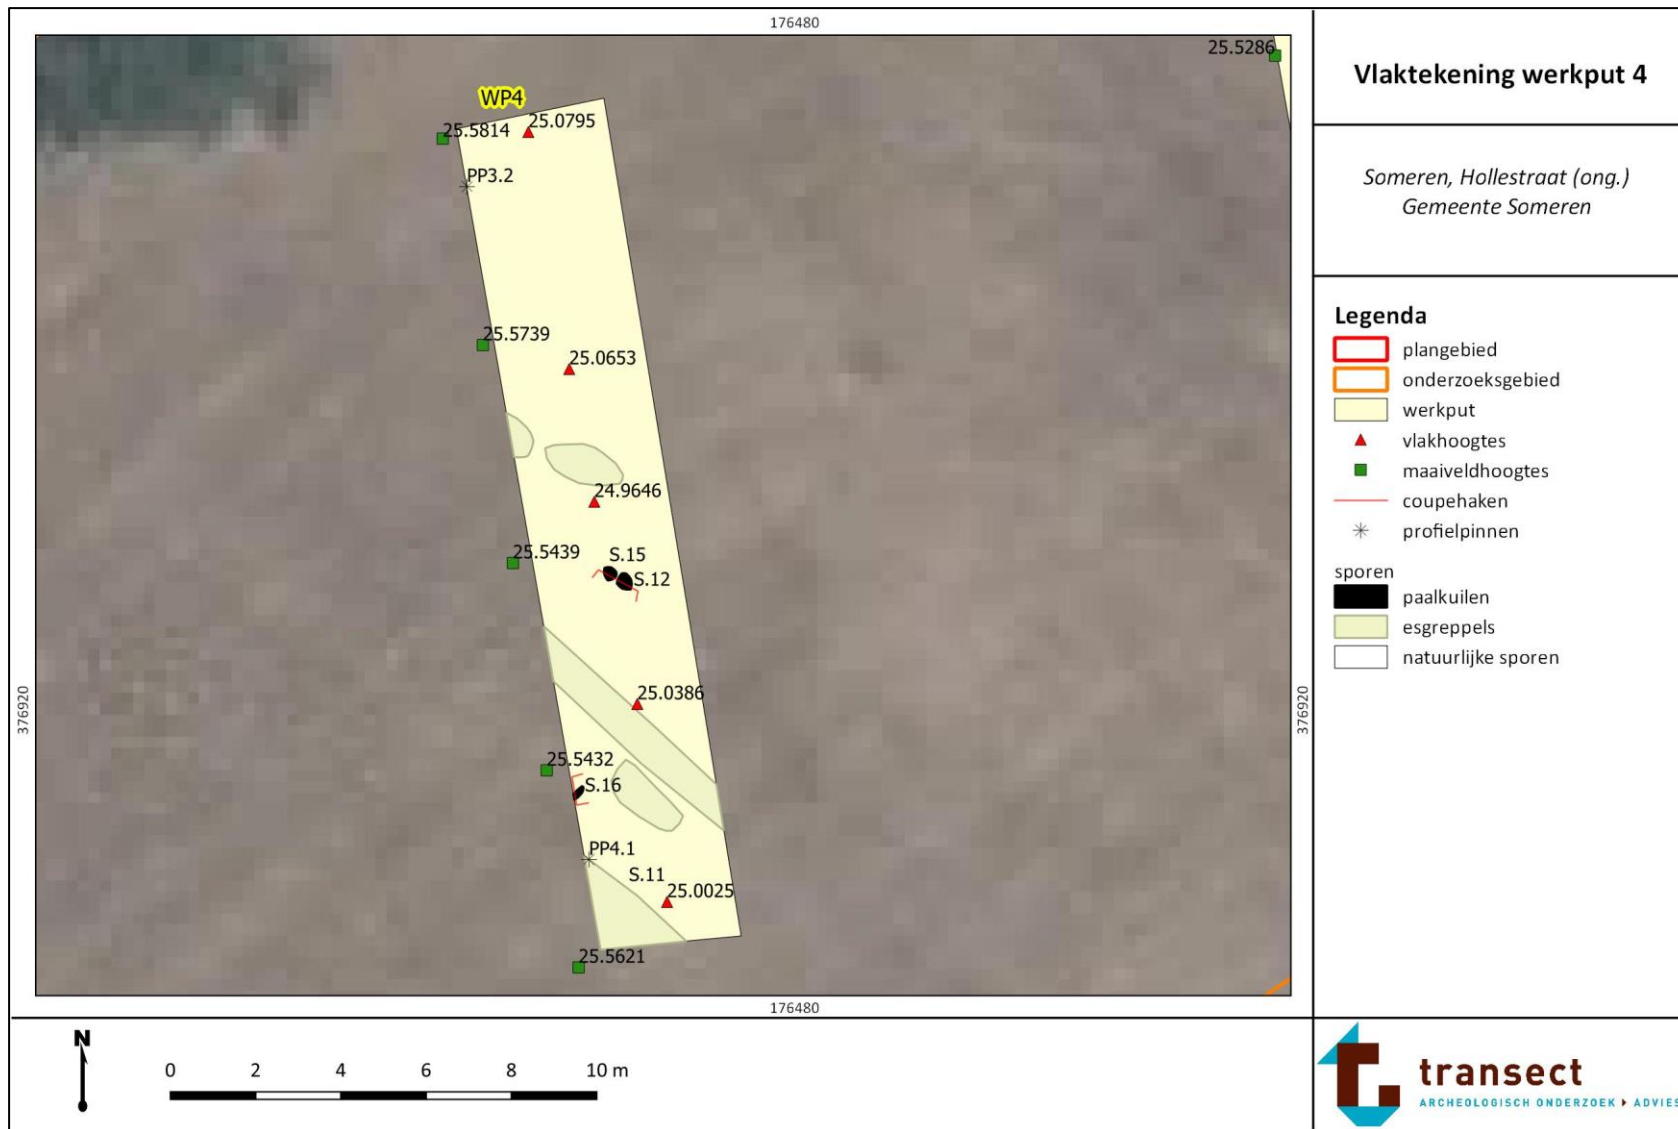 176480
25.5286
WP4
25.0795
25.5814
PP3.2
25.5739
25.0653
24.9646
25.5439
S.15
S.12
376920
376920
25.0386
25.5432
S.16
PP4.1
S.11
25.0025
25.5621
176480
N
0 2 4 6 8 10 m
Vlaktekening werkput 4
Someren, Hollestraat (ong.)
Gemeente Someren
Legenda
plangebied
onderzoeksgebied
werkput
vlakhoogtes
maaiveldhoogtes
coupehaken
profielpinnen
sporen
paalkuilen
esgreppels
natuurlijke sporen
transect
ARCHEOLOGISCH ONDERZOEK ▸ ADVIES